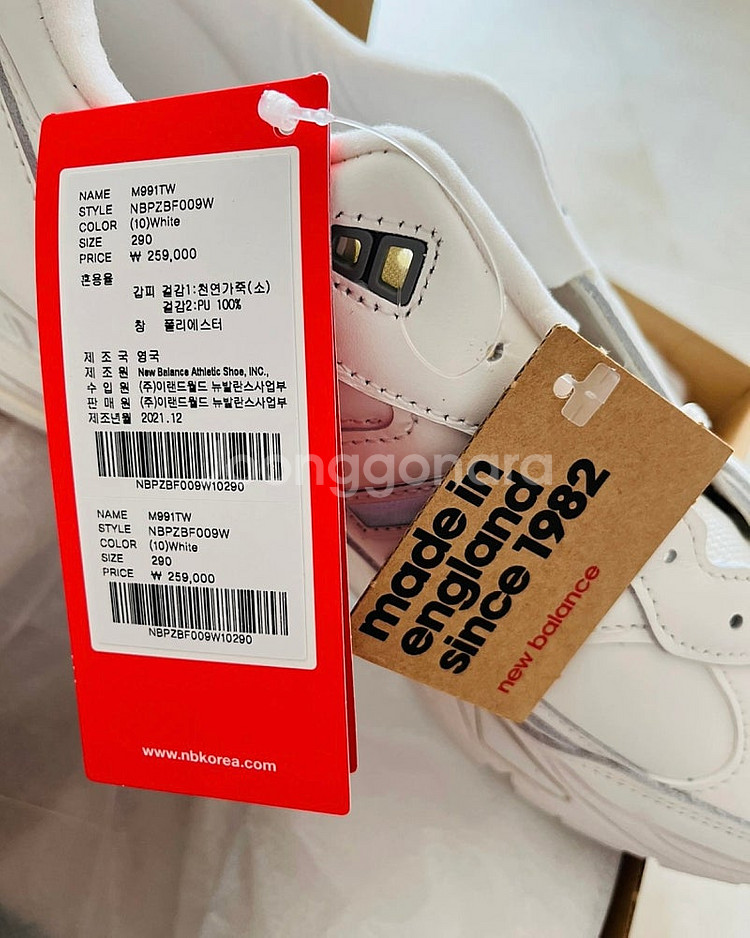 NAME M991TW
STYLE NBPZBF009W
COLOR (10)White
SIZE 290
PRICE ₩ 259,000
혼용율
갑피 겉감1:천연가죽(소)
겉감2:PU 100%
창 폴리에스터
제 조 국 영국
제 조 원 New Balance Athletic Shoe, INC.,
수 입 원 (주)이랜드월드 뉴발란스사업부
판 매 원 (주)이랜드월드 뉴발란스사업부
제조년월 2021.12
NBPZBF009W10290
NAME M991TW
STYLE NBPZBF009W
COLOR (10)White
SIZE 290
PRICE ₩ 259,000
NBPZBF009W10290
www.nbkorea.com
made in
england
since 1982
new balance
joonggonara